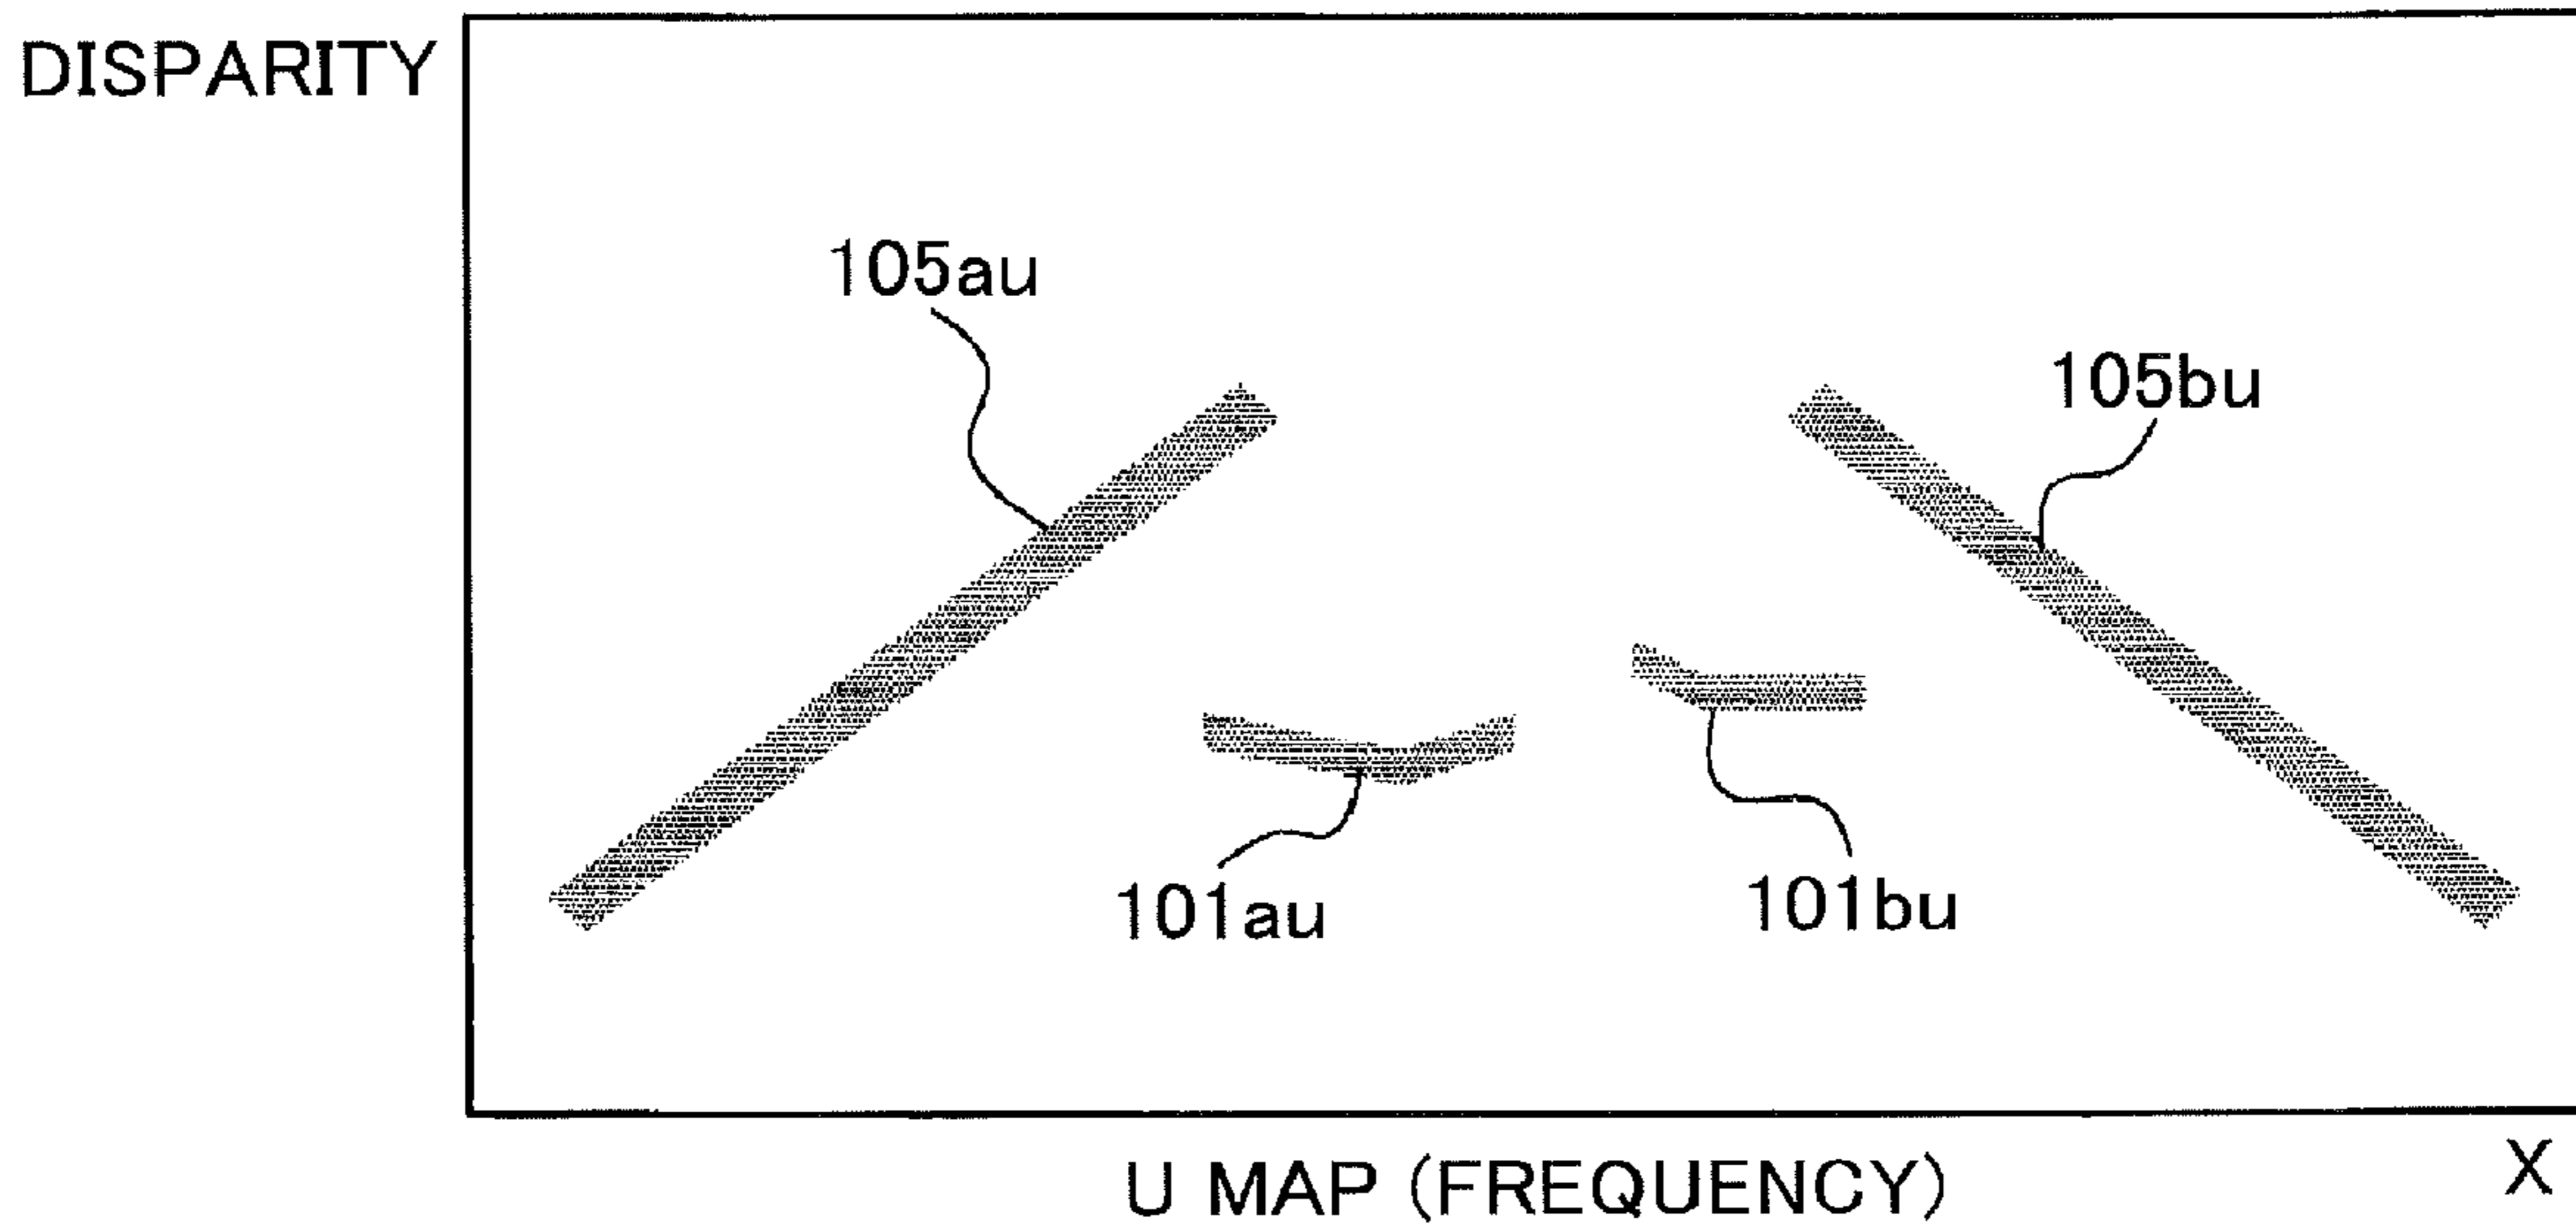 DISPARITY
105au
105bu
101au
101bu
X
U MAP (FREQUENCY)